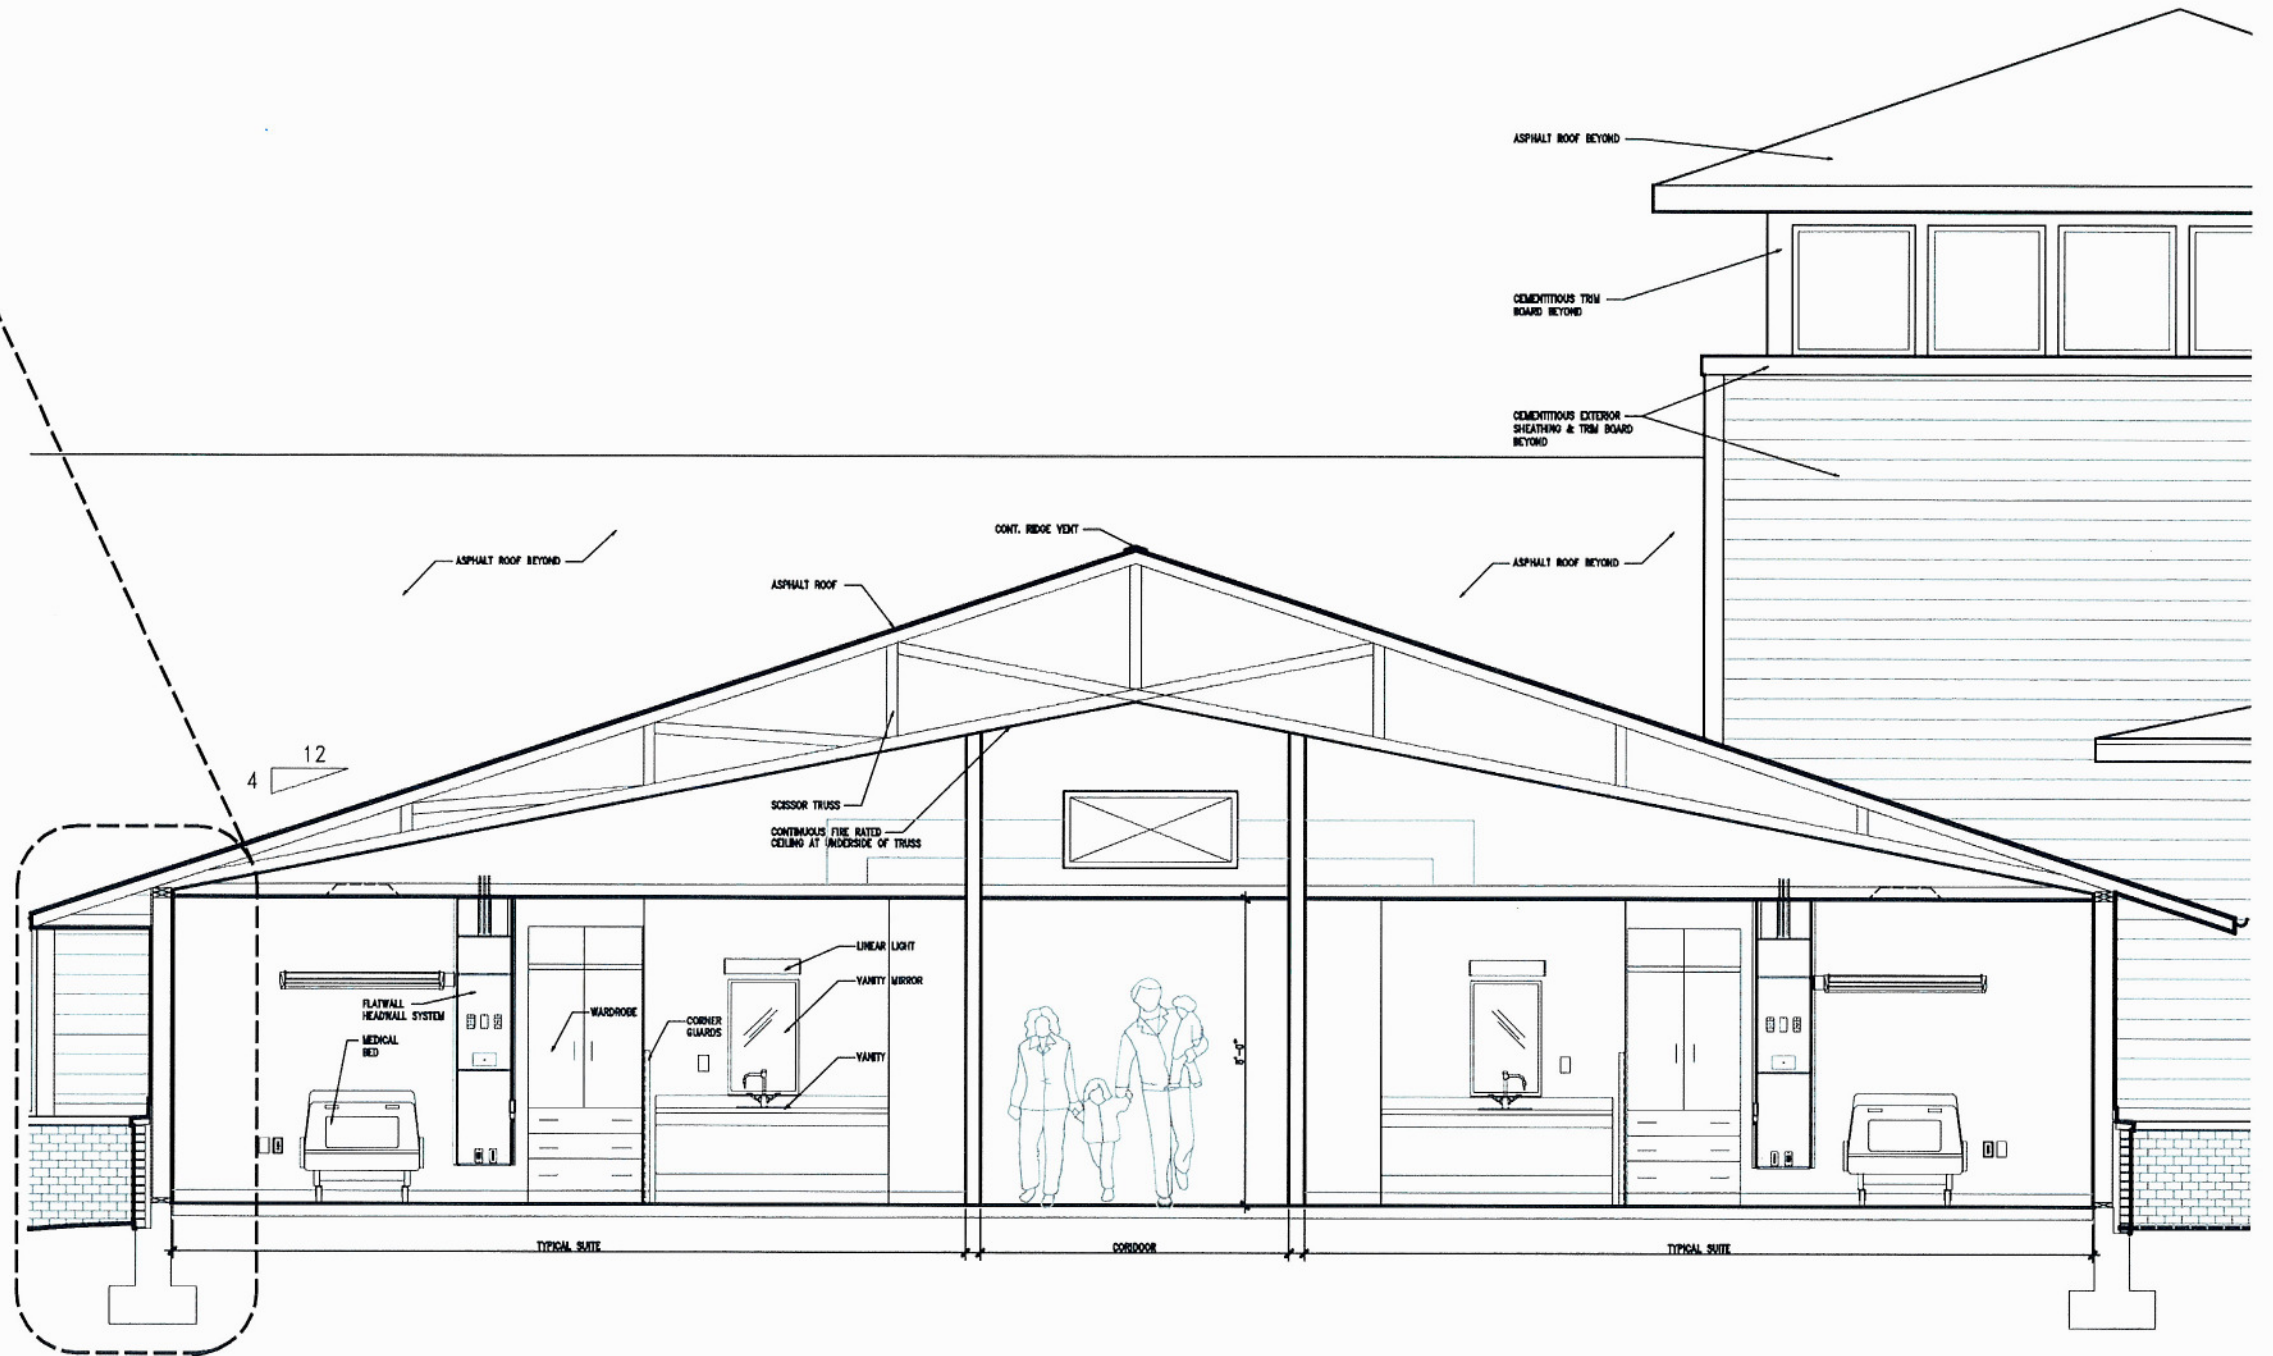 ASPHALT ROOF BEYOND
CEMENTITIOUS TRIM
BOARD BEYOND
CEMENTITIOUS EXTERIOR
SHEATHING & TRIM BOARD
BEYOND
CONT. RIDGE VENT
ASPHALT ROOF BEYOND
ASPHALT ROOF BEYOND
ASPHALT ROOF
12
4
SCISSOR TRUSS
CONTINUOUS FIRE RATED
CEILING AT UNDERSIDE OF TRUSS
LINEAR LIGHT
VANITY MIRROR
FLATWALL
HEADWALL SYSTEM
WARDROBE
CORNER
GUARDS
MEDICAL
BED
VANITY
8'-0"
TYPICAL SUITE
CORIDOOR
TYPICAL SUITE